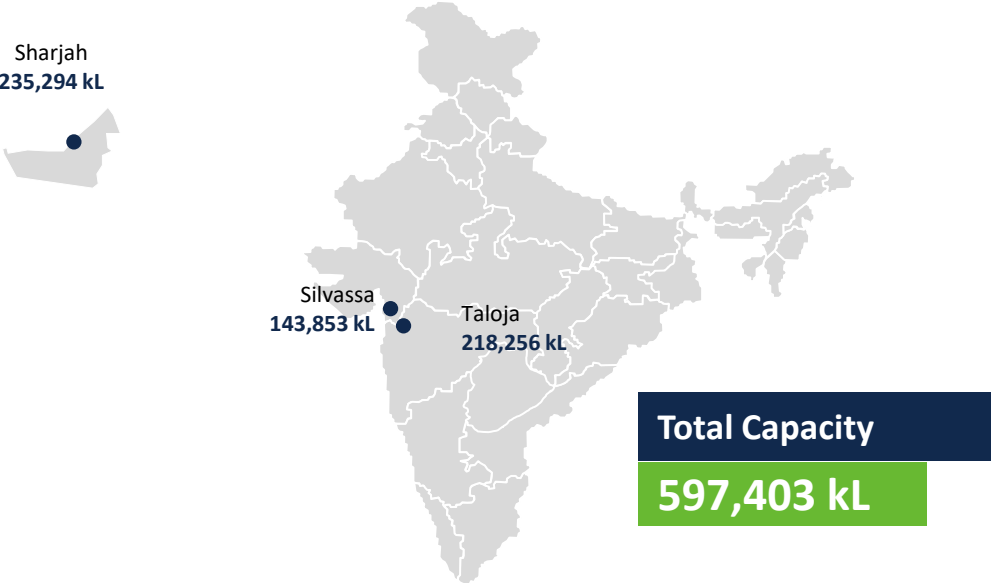 Sharjah
235,294 kL
Silvassa
143,853 kL
Taloja
218,256 kL
Total Capacity
597,403 kL